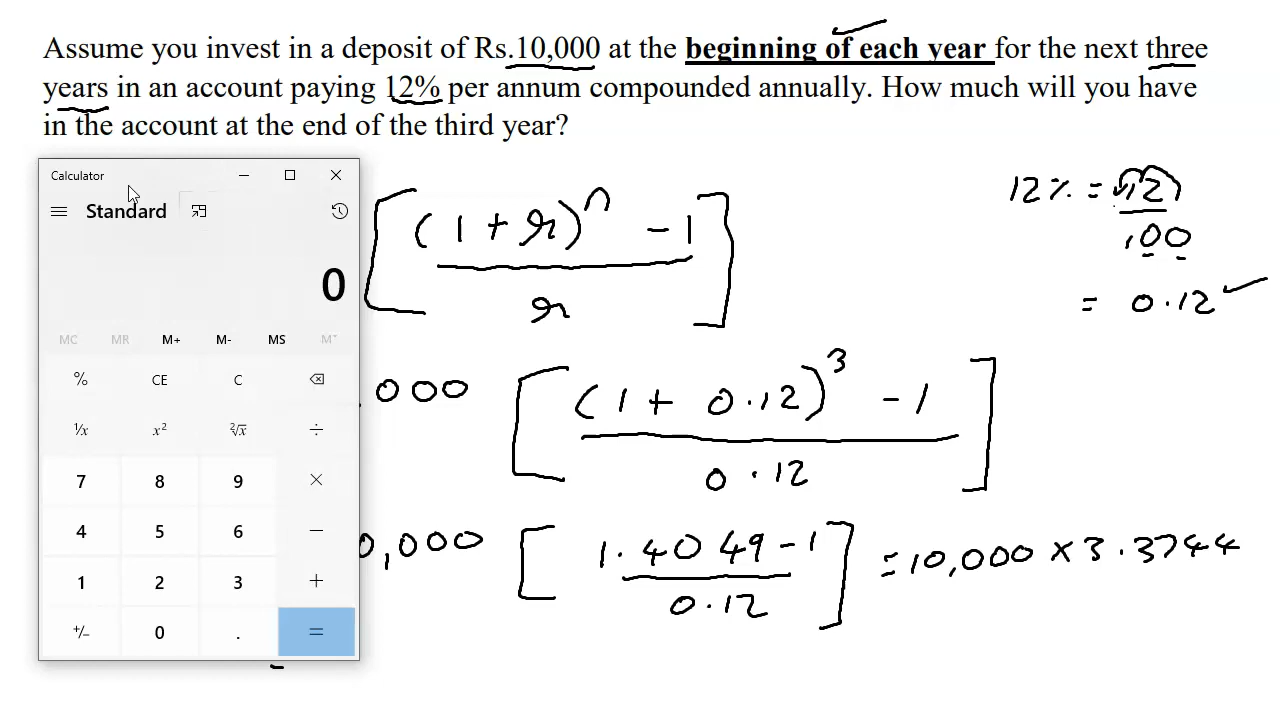 Assume you invest in a deposit of Rs.10,000 at the beginning of each year for the next three
years in an account paying 12% per annum compounded annually. How much will you have
in the account at the end of the third year?
Calculator
Standard
0
MC MR M+ M- MS M˅
% CE C ⌫
¹/x x² ²√x ÷
7 8 9 ×
4 5 6 −
1 2 3 +
+/− 0 . =
[ (1 + r)ⁿ - 1
r ]
12% = 12
100
= 0.12
,000 [ (1 + 0.12)³ - 1
0.12 ]
0,000 [ 1.4049 - 1
0.12 ] = 10,000 × 3.3744